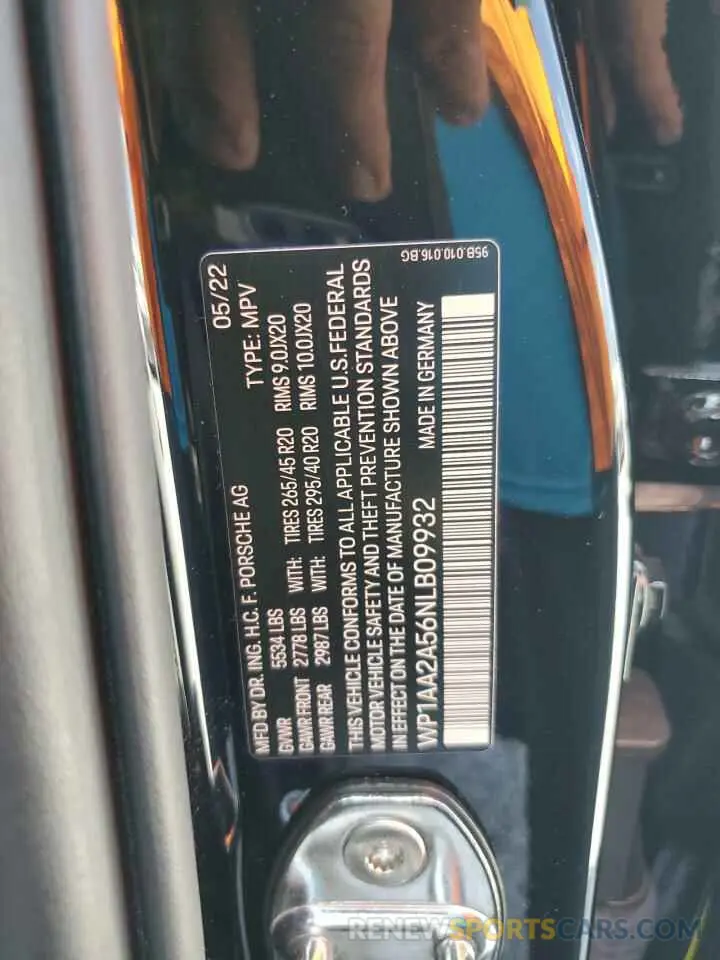 MFD BY DR. ING. H.C. F. PORSCHE AG 05/22
GVWR 5534 LBS TYPE: MPV
GAWR FRONT 2778 LBS WITH: TIRES 265/45 R20 RIMS 9.0JX20
GAWR REAR 2987 LBS WITH: TIRES 295/40 R20 RIMS 10.0JX20
THIS VEHICLE CONFORMS TO ALL APPLICABLE U.S. FEDERAL
MOTOR VEHICLE SAFETY AND THEFT PREVENTION STANDARDS
IN EFFECT ON THE DATE OF MANUFACTURE SHOWN ABOVE
WP1AA2A56NLB09932 MADE IN GERMANY
95B.010.016.BG
RENEWSPORTSCARS.COM